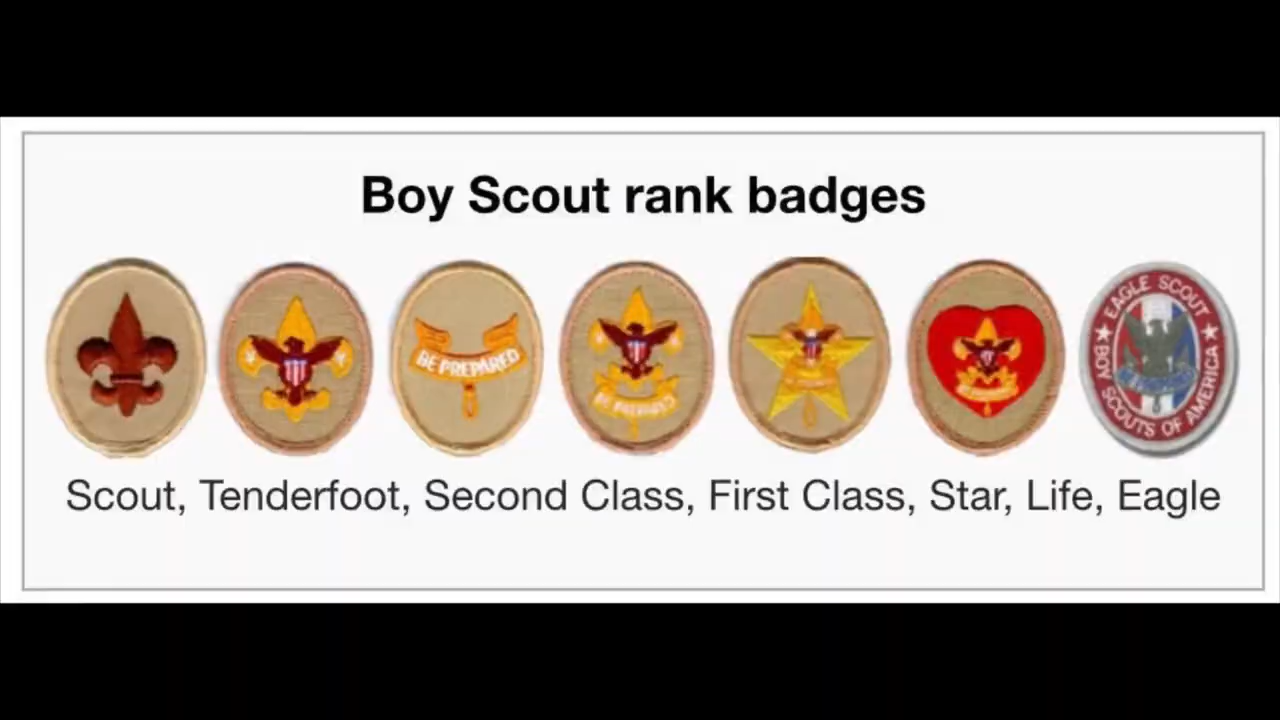 Boy Scout rank badges
BE PREPARED
BE PREPARED
EAGLE SCOUT
BOY SCOUTS OF AMERICA
Scout, Tenderfoot, Second Class, First Class, Star, Life, Eagle